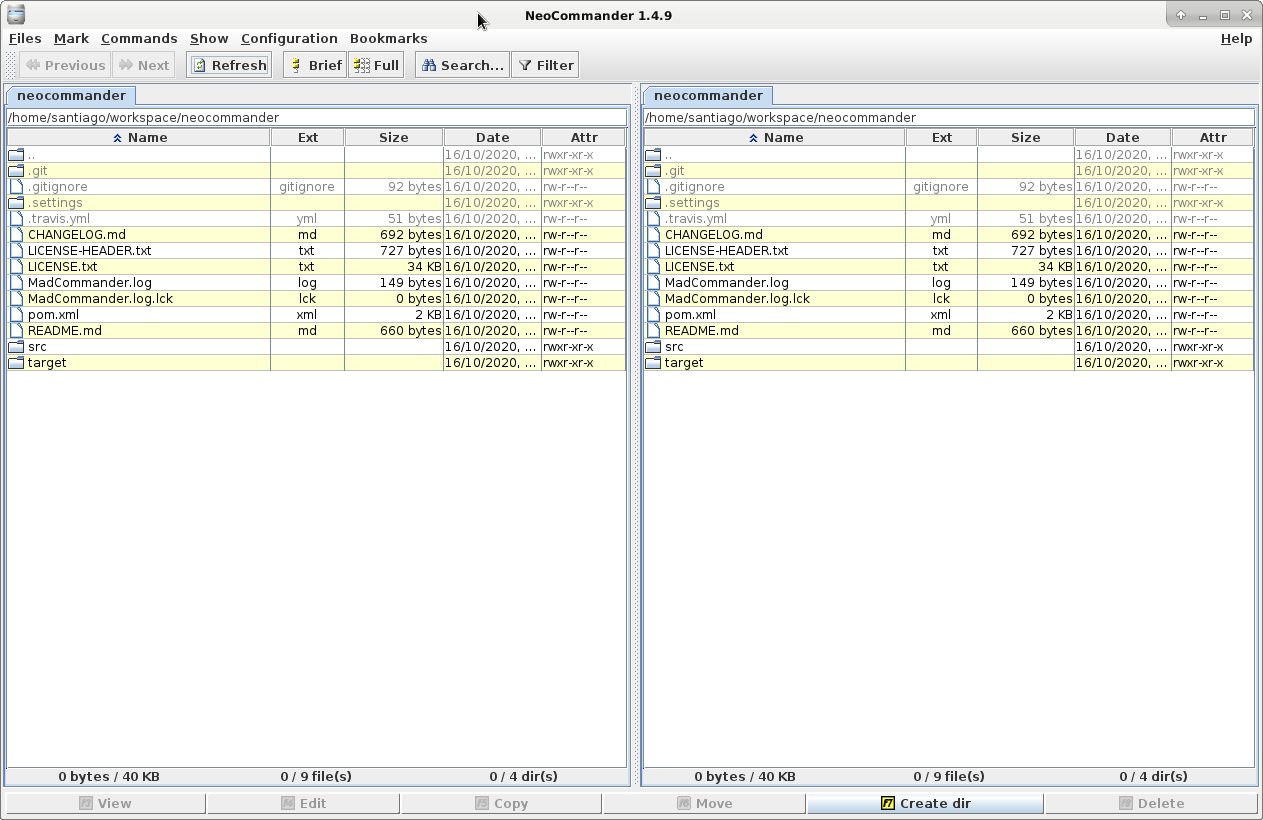 NeoCommander 1.4.9
Files Mark Commands Show Configuration Bookmarks Help
Previous Next Refresh Brief Full Search... Filter
neocommander
/home/santiago/workspace/neocommander
Name Ext Size Date Attr
.. 16/10/2020, ... rwxr-xr-x
.git 16/10/2020, ... rwxr-xr-x
.gitignore gitignore 92 bytes 16/10/2020, ... rw-r--r--
.settings 16/10/2020, ... rwxr-xr-x
.travis.yml yml 51 bytes 16/10/2020, ... rw-r--r--
CHANGELOG.md md 692 bytes 16/10/2020, ... rw-r--r--
LICENSE-HEADER.txt txt 727 bytes 16/10/2020, ... rw-r--r--
LICENSE.txt txt 34 KB 16/10/2020, ... rw-r--r--
MadCommander.log log 149 bytes 16/10/2020, ... rw-r--r--
MadCommander.log.lck lck 0 bytes 16/10/2020, ... rw-r--r--
pom.xml xml 2 KB 16/10/2020, ... rw-r--r--
README.md md 660 bytes 16/10/2020, ... rw-r--r--
src 16/10/2020, ... rwxr-xr-x
target 16/10/2020, ... rwxr-xr-x
0 bytes / 40 KB 0 / 9 file(s) 0 / 4 dir(s)
neocommander
/home/santiago/workspace/neocommander
Name Ext Size Date Attr
.. 16/10/2020, ... rwxr-xr-x
.git 16/10/2020, ... rwxr-xr-x
.gitignore gitignore 92 bytes 16/10/2020, ... rw-r--r--
.settings 16/10/2020, ... rwxr-xr-x
.travis.yml yml 51 bytes 16/10/2020, ... rw-r--r--
CHANGELOG.md md 692 bytes 16/10/2020, ... rw-r--r--
LICENSE-HEADER.txt txt 727 bytes 16/10/2020, ... rw-r--r--
LICENSE.txt txt 34 KB 16/10/2020, ... rw-r--r--
MadCommander.log log 149 bytes 16/10/2020, ... rw-r--r--
MadCommander.log.lck lck 0 bytes 16/10/2020, ... rw-r--r--
pom.xml xml 2 KB 16/10/2020, ... rw-r--r--
README.md md 660 bytes 16/10/2020, ... rw-r--r--
src 16/10/2020, ... rwxr-xr-x
target 16/10/2020, ... rwxr-xr-x
0 bytes / 40 KB 0 / 9 file(s) 0 / 4 dir(s)
F3 View F4 Edit F5 Copy F6 Move F7 Create dir F8 Delete